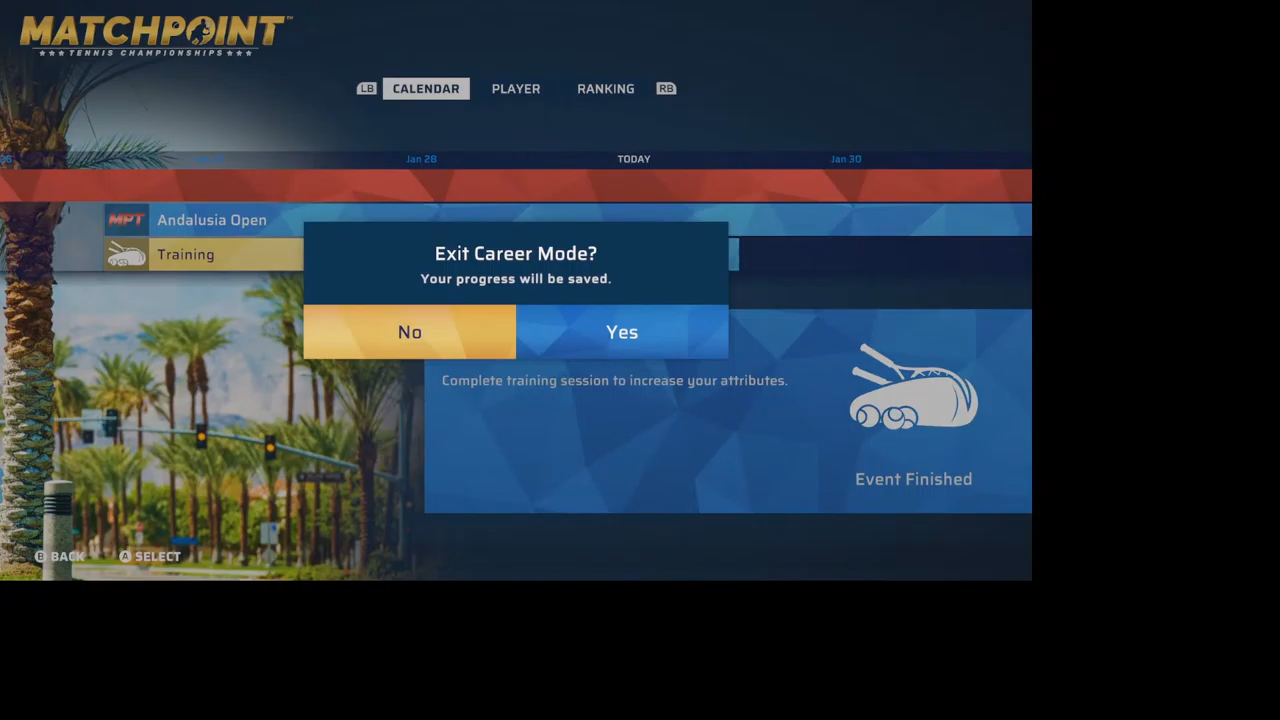 MATCHPOINT™
★★★ TENNIS CHAMPIONSHIPS ★★★
LB CALENDAR PLAYER RANKING RB
Jan 28 TODAY Jan 30
MPT Andalusia Open
Training
Exit Career Mode?
Your progress will be saved.
No Yes
Complete training session to increase your attributes.
Event Finished
B BACK A SELECT